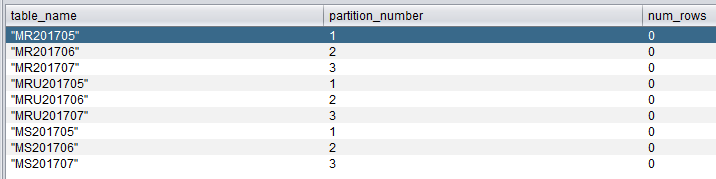 table_name partition_number num_rows
"MR201705" 1 0
"MR201706" 2 0
"MR201707" 3 0
"MRU201705" 1 0
"MRU201706" 2 0
"MRU201707" 3 0
"MS201705" 1 0
"MS201706" 2 0
"MS201707" 3 0